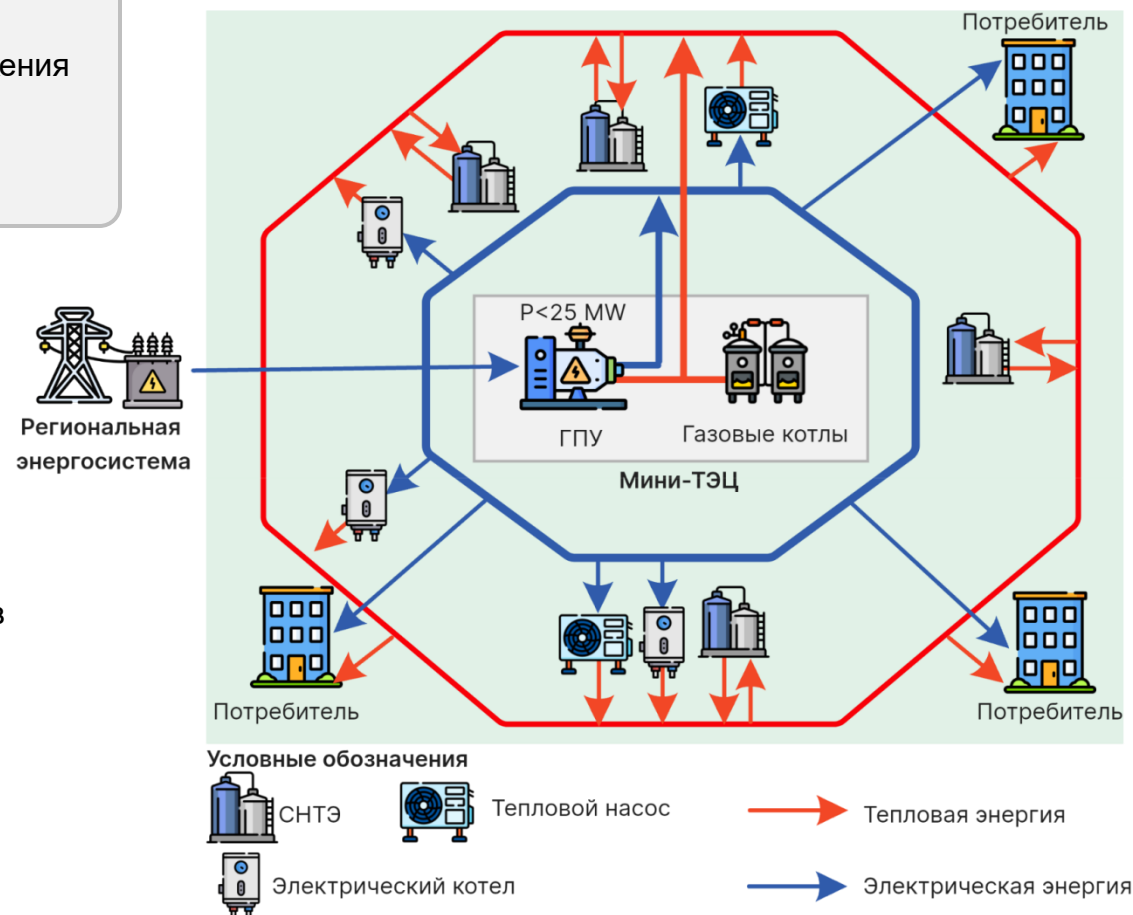 ения
Потребитель
P<25 MW
ГПУ
Газовые котлы
Мини-ТЭЦ
Региональная
энергосистема
в
Потребитель
Потребитель
Условные обозначения
СНТЭ
Тепловой насос
Тепловая энергия
Электрический котел
Электрическая энергия